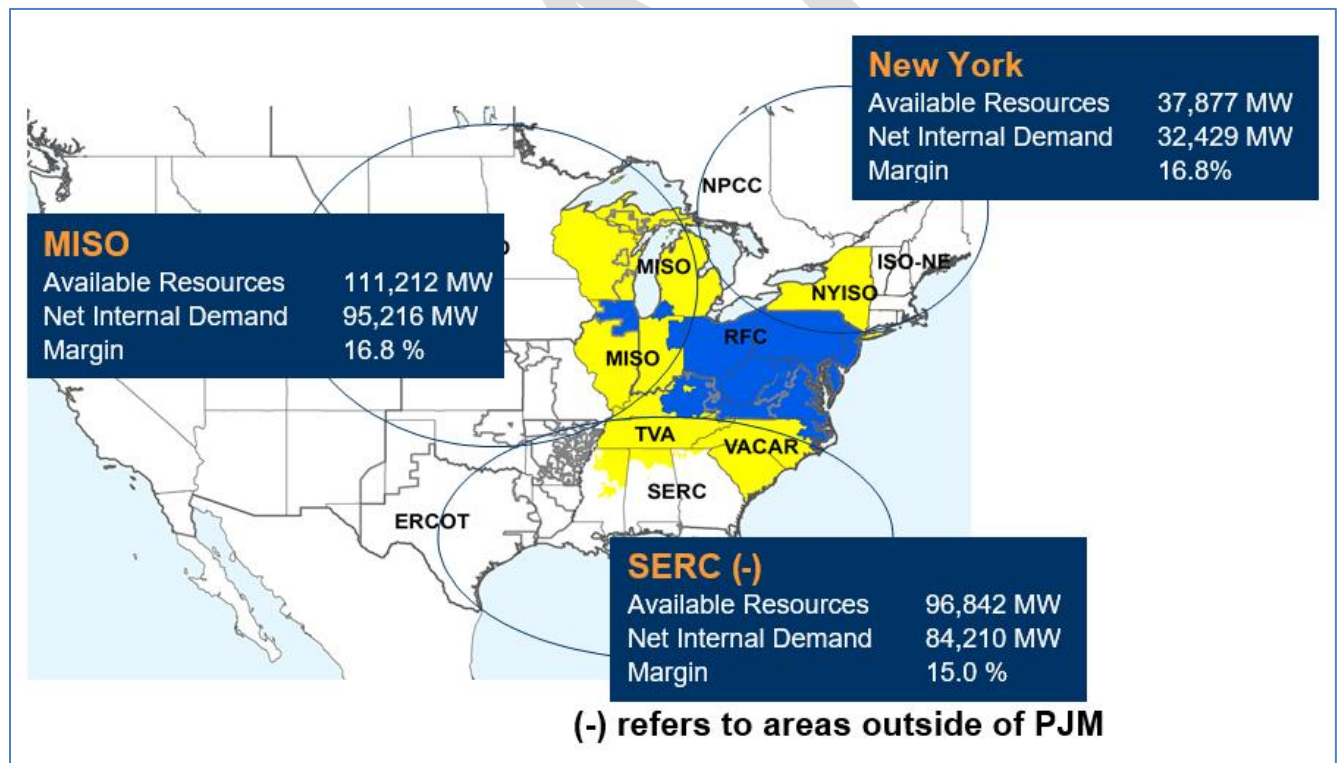 New York
Available Resources 37,877 MW
Net Internal Demand 32,429 MW
Margin 16.8%
NPCC
MISO
Available Resources 111,212 MW
Net Internal Demand 95,216 MW
Margin 16.8 %
MISO
ISO-NE
NYISO
RFC
MISO
TVA
VACAR
SERC
ERCOT
SERC (-)
Available Resources 96,842 MW
Net Internal Demand 84,210 MW
Margin 15.0 %
(-) refers to areas outside of PJM